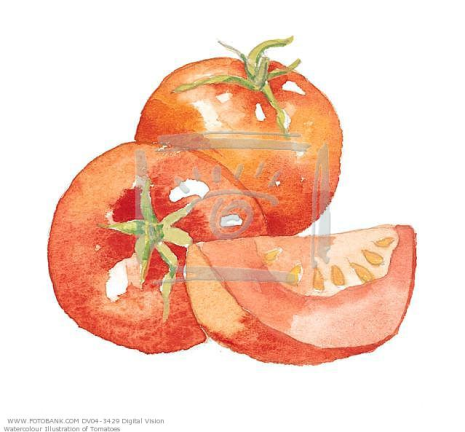 WWW.FOTOBANK.COM DV04-3429 Digital Vision
Watercolour Illustration of Tomatoes